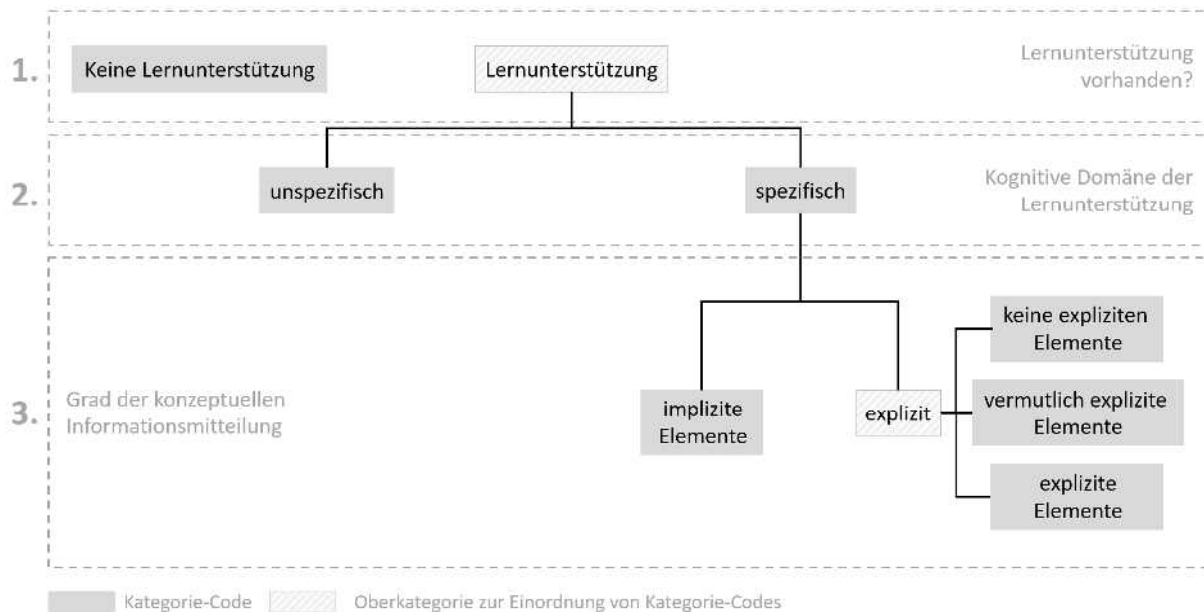 1.
Keine Lernunterstützung
Lernunterstützung
Lernunterstützung
vorhanden?
2.
unspezifisch
spezifisch
Kognitive Domäne der
Lernunterstützung
3.
Grad der konzeptuellen
Informationsmitteilung
implizite
Elemente
explizit
keine expliziten
Elemente
vermutlich explizite
Elemente
explizite
Elemente
Kategorie-Code
Oberkategorie zur Einordnung von Kategorie-Codes